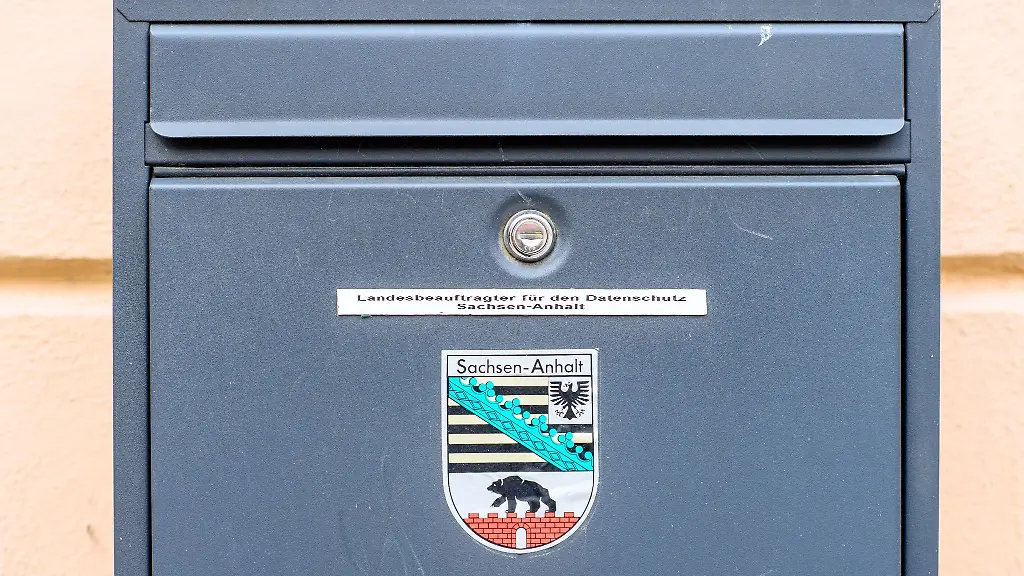 Landesbeauftragter für den Datenschutz
Sachsen-Anhalt
Sachsen-Anhalt